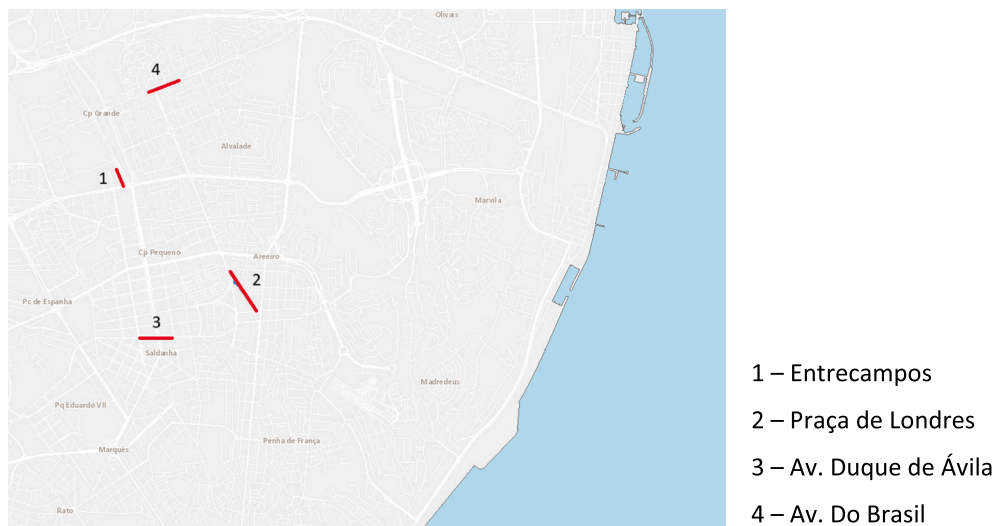 Olivais
4
Cp Grande
Alvalade
1
Marvila
Cp Pequeno
Areeiro
2
Pc de Espanha
3
Saldanha
Madredeus
Pq Eduardo VII
Penha de França
Marquês
Rato
1 – Entrecampos
2 – Praça de Londres
3 – Av. Duque de Ávila
4 – Av. Do Brasil